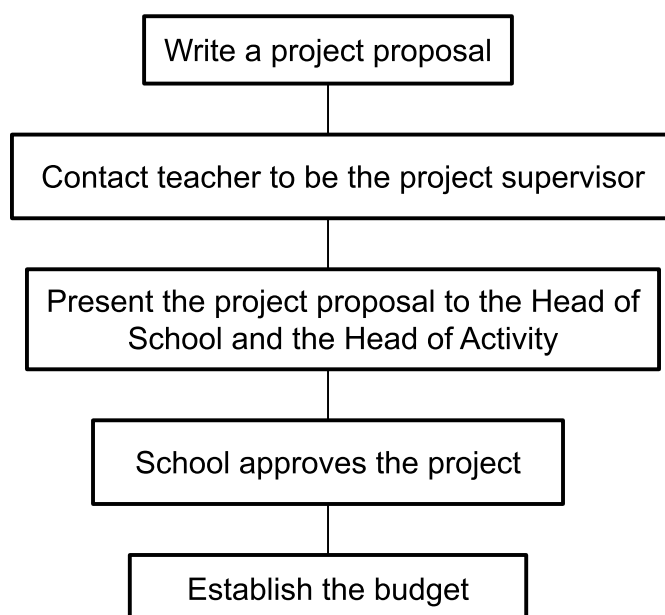 Write a project proposal
Contact teacher to be the project supervisor
Present the project proposal to the Head of
School and the Head of Activity
School approves the project
Establish the budget